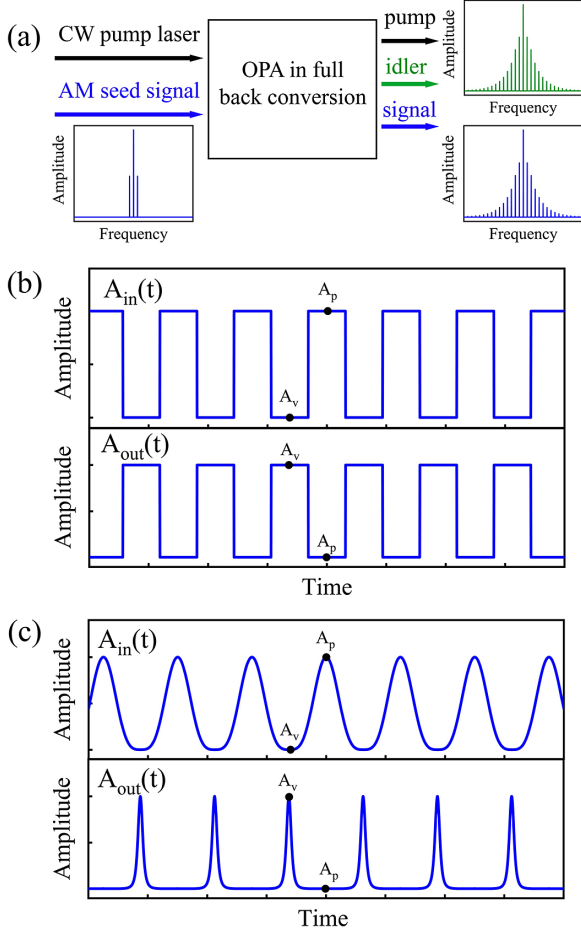 (a)
CW pump laser
AM seed signal
OPA in full
back conversion
pump
idler
signal
Amplitude
Frequency
Amplitude
Frequency
Amplitude
Frequency
(b)
A_in(t)
A_p
A_v
Amplitude
A_out(t)
A_v
A_p
Amplitude
Time
(c)
A_in(t)
A_p
A_v
Amplitude
A_out(t)
A_v
A_p
Amplitude
Time